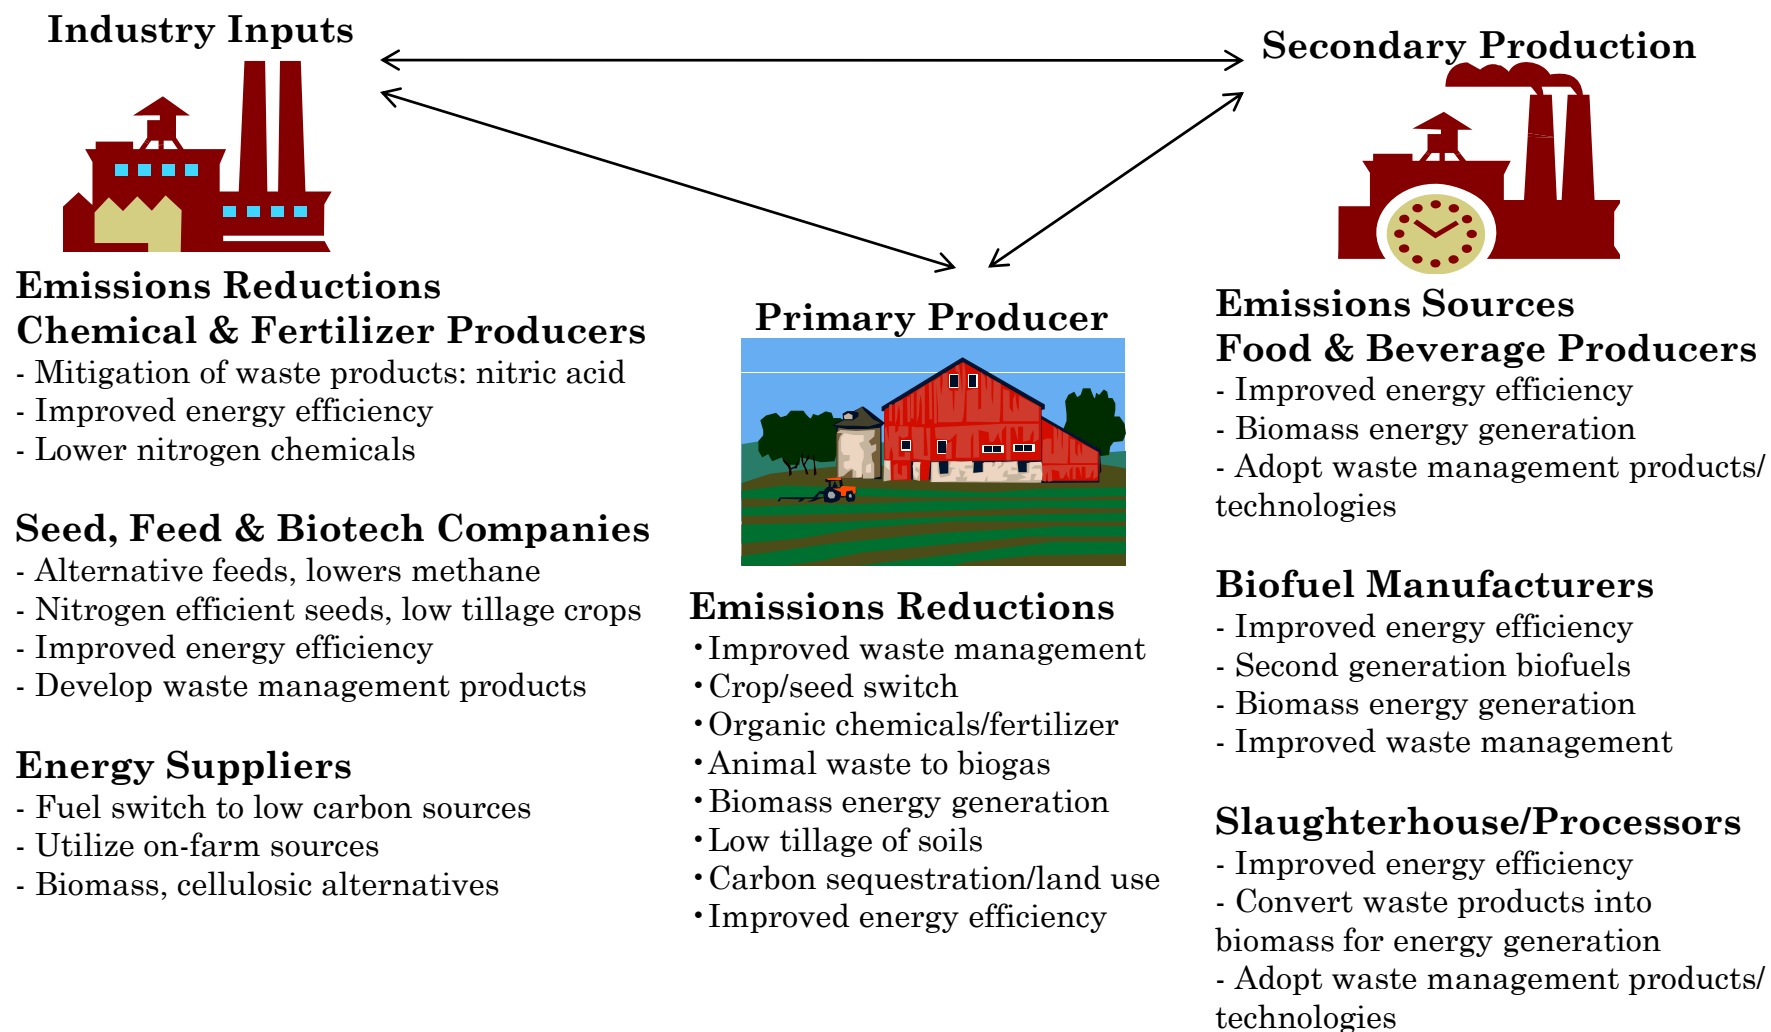 Industry Inputs
Emissions Reductions
Chemical & Fertilizer Producers
- Mitigation of waste products: nitric acid
- Improved energy efficiency
- Lower nitrogen chemicals
Seed, Feed & Biotech Companies
- Alternative feeds, lowers methane
- Nitrogen efficient seeds, low tillage crops
- Improved energy efficiency
- Develop waste management products
Energy Suppliers
- Fuel switch to low carbon sources
- Utilize on-farm sources
- Biomass, cellulosic alternatives
Primary Producer
Emissions Reductions
•Improved waste management
•Crop/seed switch
•Organic chemicals/fertilizer
•Animal waste to biogas
•Biomass energy generation
•Low tillage of soils
•Carbon sequestration/land use
•Improved energy efficiency
Secondary Production
Emissions Sources
Food & Beverage Producers
- Improved energy efficiency
- Biomass energy generation
- Adopt waste management products/
technologies
Biofuel Manufacturers
- Improved energy efficiency
- Second generation biofuels
- Biomass energy generation
- Improved waste management
Slaughterhouse/Processors
- Improved energy efficiency
- Convert waste products into
biomass for energy generation
- Adopt waste management products/
technologies